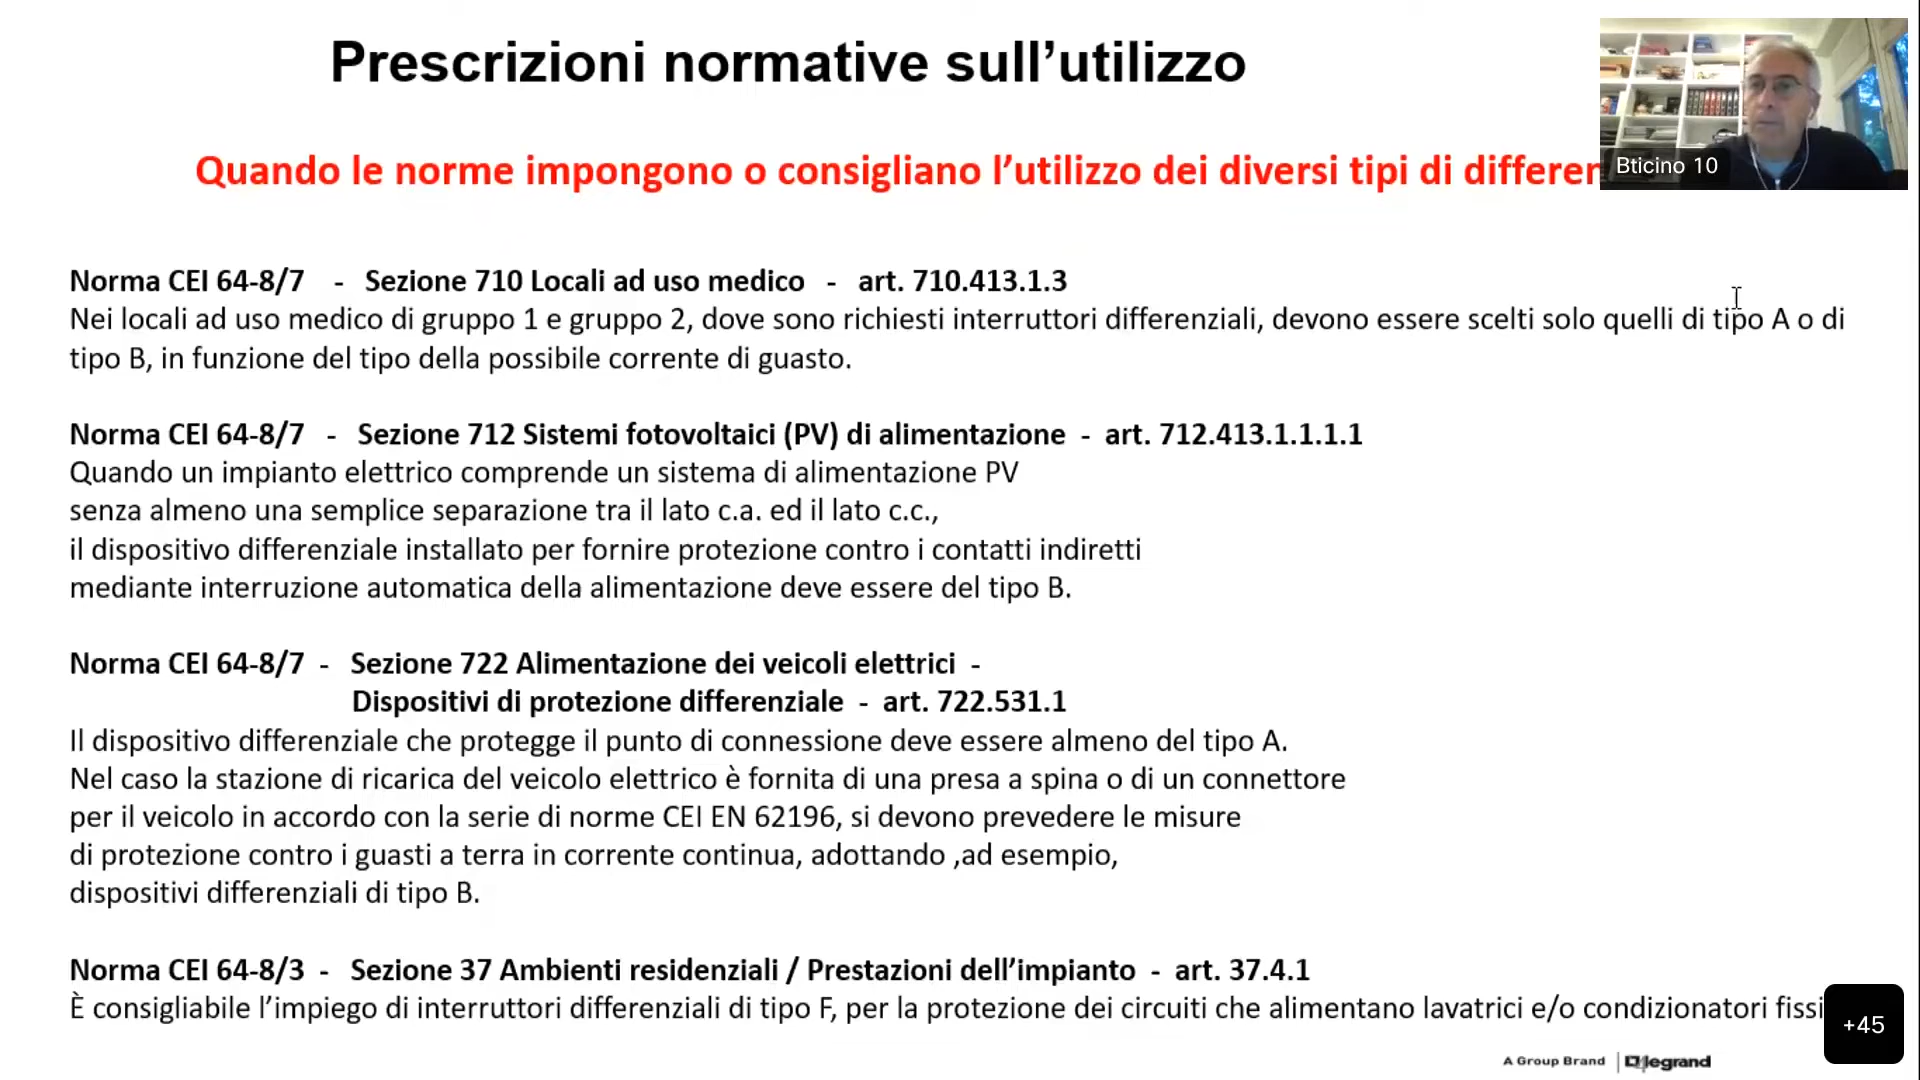 Prescrizioni normative sull’utilizzo
Quando le norme impongono o consigliano l’utilizzo dei diversi tipi di
Bticino 10
Norma CEI 64-8/7 - Sezione 710 Locali ad uso medico - art. 710.413.1.3
Nei locali ad uso medico di gruppo 1 e gruppo 2, dove sono richiesti interruttori differenziali, devono essere scelti solo quelli di tipo A o di
tipo B, in funzione del tipo della possibile corrente di guasto.
Norma CEI 64-8/7 - Sezione 712 Sistemi fotovoltaici (PV) di alimentazione - art. 712.413.1.1.1.1
Quando un impianto elettrico comprende un sistema di alimentazione PV
senza almeno una semplice separazione tra il lato c.a. ed il lato c.c.,
il dispositivo differenziale installato per fornire protezione contro i contatti indiretti
mediante interruzione automatica della alimentazione deve essere del tipo B.
Norma CEI 64-8/7 - Sezione 722 Alimentazione dei veicoli elettrici -
Dispositivi di protezione differenziale - art. 722.531.1
Il dispositivo differenziale che protegge il punto di connessione deve essere almeno del tipo A.
Nel caso la stazione di ricarica del veicolo elettrico è fornita di una presa a spina o di un connettore
per il veicolo in accordo con la serie di norme CEI EN 62196, si devono prevedere le misure
di protezione contro i guasti a terra in corrente continua, adottando ,ad esempio,
dispositivi differenziali di tipo B.
Norma CEI 64-8/3 - Sezione 37 Ambienti residenziali / Prestazioni dell’impianto - art. 37.4.1
È consigliabile l’impiego di interruttori differenziali di tipo F, per la protezione dei circuiti che alimentano lavatrici e/o condizionatori fissi
+45
A Group Brand legrand